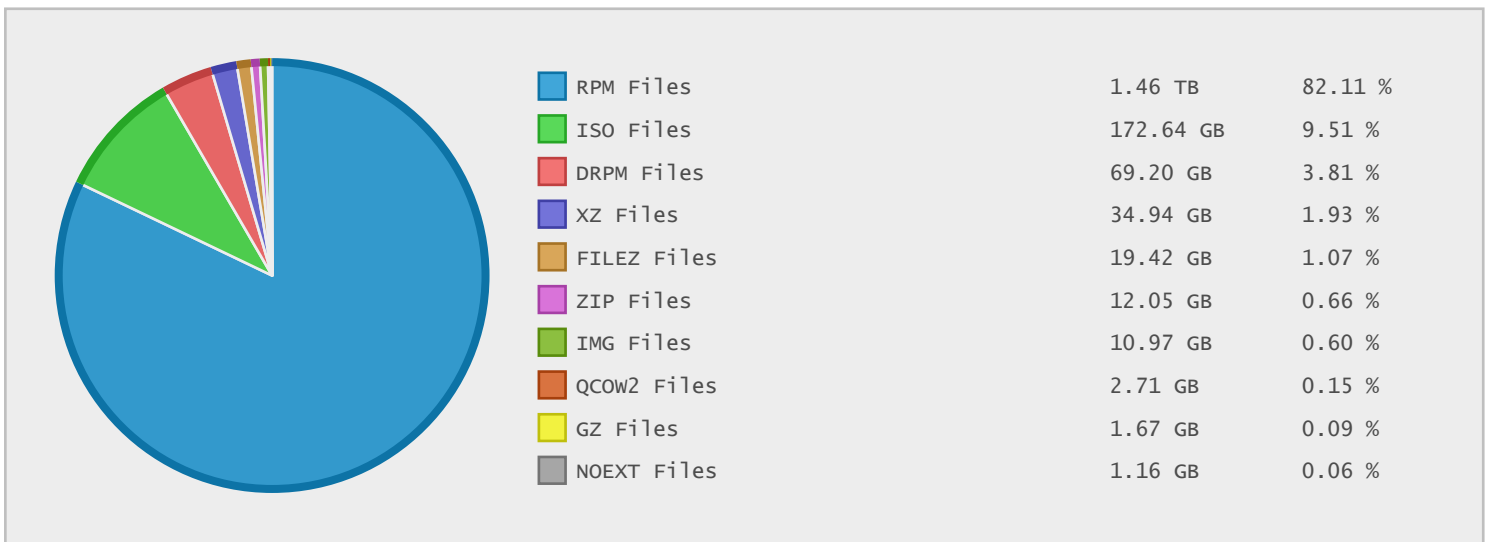 RPM Files 1.46 TB 82.11 %
ISO Files 172.64 GB 9.51 %
DRPM Files 69.20 GB 3.81 %
XZ Files 34.94 GB 1.93 %
FILEZ Files 19.42 GB 1.07 %
ZIP Files 12.05 GB 0.66 %
IMG Files 10.97 GB 0.60 %
QCOW2 Files 2.71 GB 0.15 %
GZ Files 1.67 GB 0.09 %
NOEXT Files 1.16 GB 0.06 %